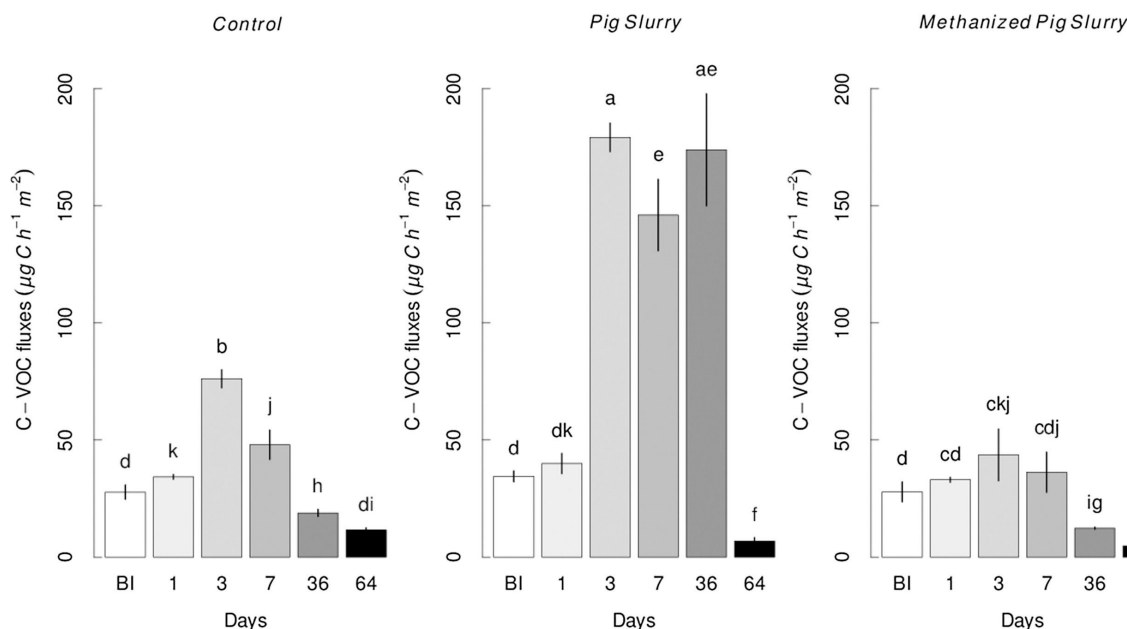 Control
C – VOC fluxes (µg C h⁻¹ m⁻²)
200
150
100
50
0
d
k
b
j
h
di
BI 1 3 7 36 64
Days
Pig Slurry
C – VOC fluxes (µg C h⁻¹ m⁻²)
200
150
100
50
0
d
dk
a
e
ae
f
BI 1 3 7 36 64
Days
Methanized Pig Slurry
C – VOC fluxes (µg C h⁻¹ m⁻²)
200
150
100
50
0
d
cd
ckj
cdj
ig
BI 1 3 7 36
Days